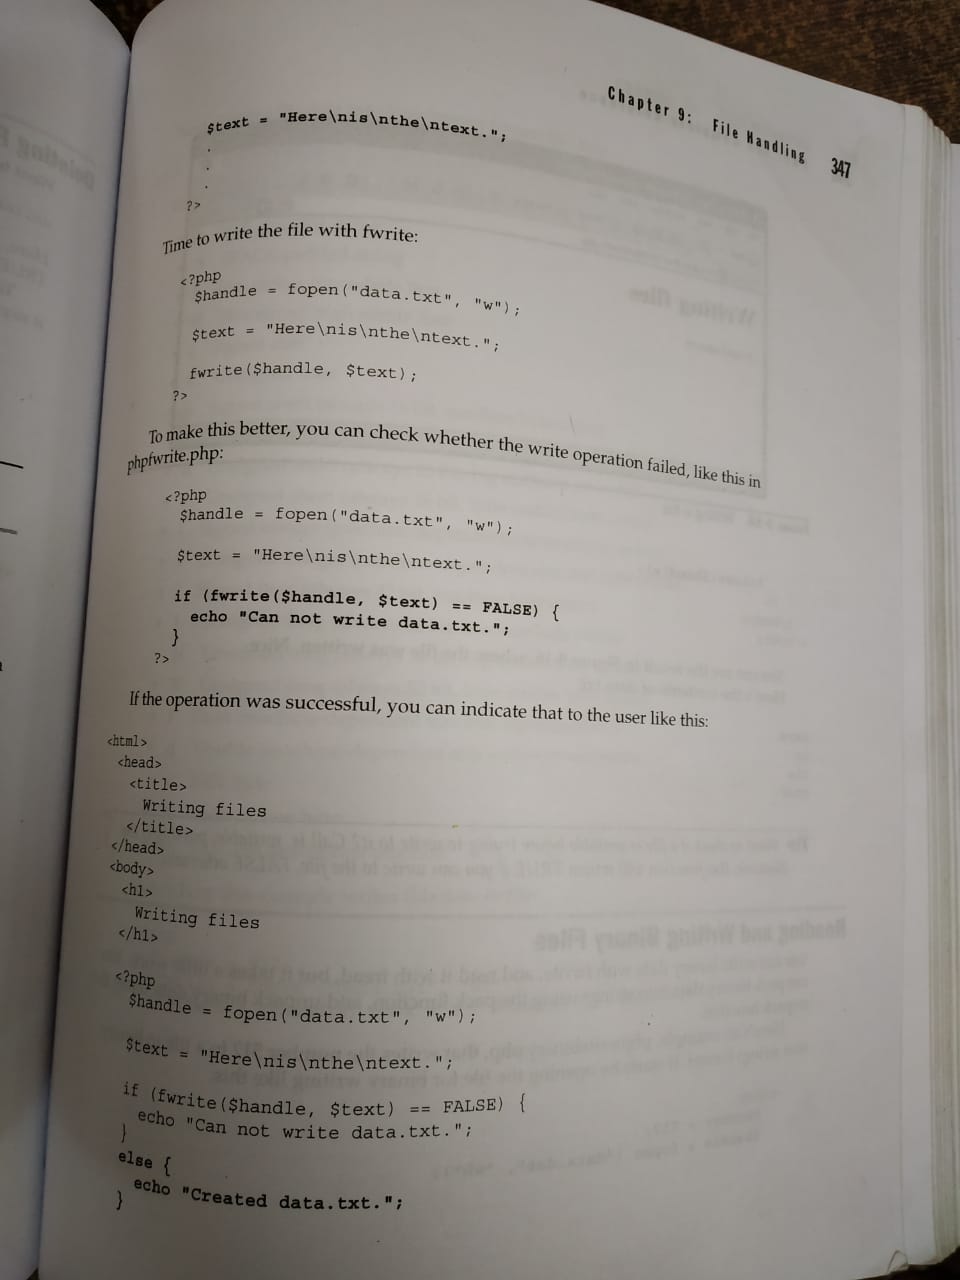 Chapter 9: File Handling 347
$text = "Here\nis\nthe\ntext.";
.
.
.
?>
Time to write the file with fwrite:
<?php
$handle = fopen("data.txt", "w");
$text = "Here\nis\nthe\ntext.";
fwrite($handle, $text);
?>
To make this better, you can check whether the write operation failed, like this in
phpfwrite.php:
<?php
$handle = fopen("data.txt", "w");
$text = "Here\nis\nthe\ntext.";
if (fwrite($handle, $text) == FALSE) {
echo "Can not write data.txt.";
}
?>
If the operation was successful, you can indicate that to the user like this:
<html>
<head>
<title>
Writing files
</title>
</head>
<body>
<h1>
Writing files
</h1>
<?php
$handle = fopen("data.txt", "w");
$text = "Here\nis\nthe\ntext.";
if (fwrite($handle, $text) == FALSE) {
echo "Can not write data.txt.";
}
else {
echo "Created data.txt.";
}